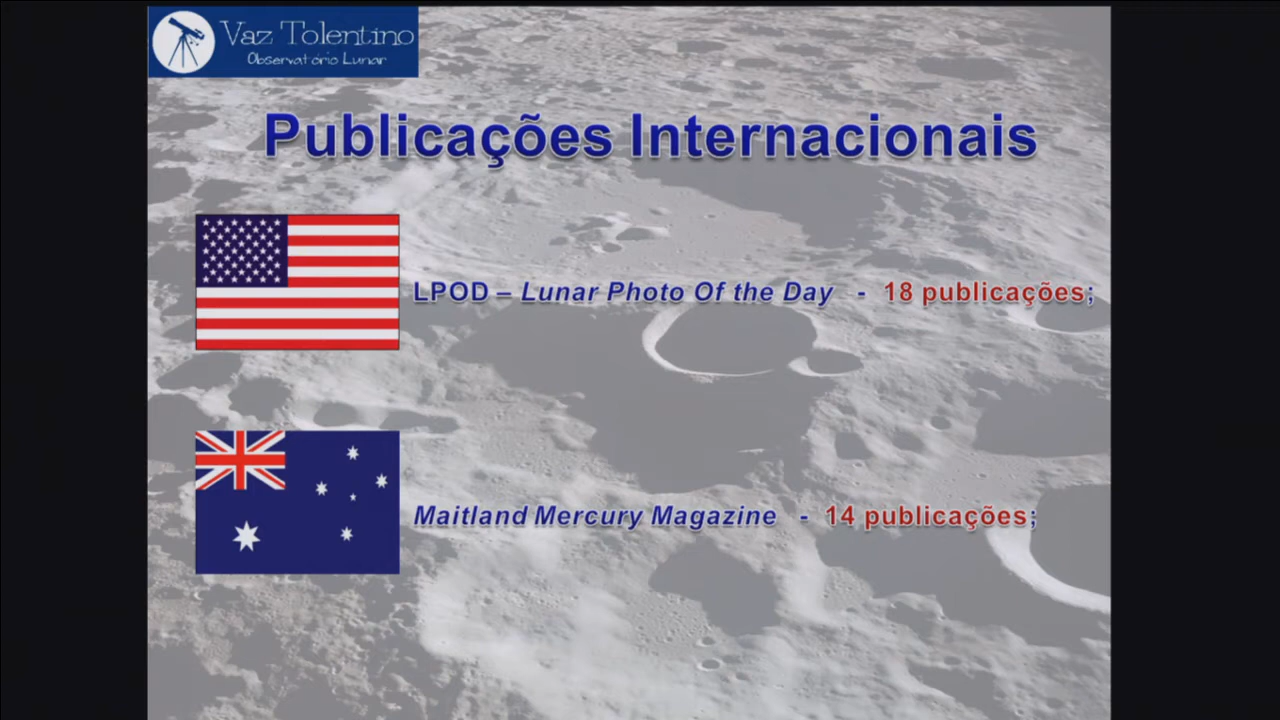 Vaz Tolentino
Observatório Lunar
Publicações Internacionais
LPOD – Lunar Photo Of the Day - 18 publicações;
Maitland Mercury Magazine - 14 publicações;